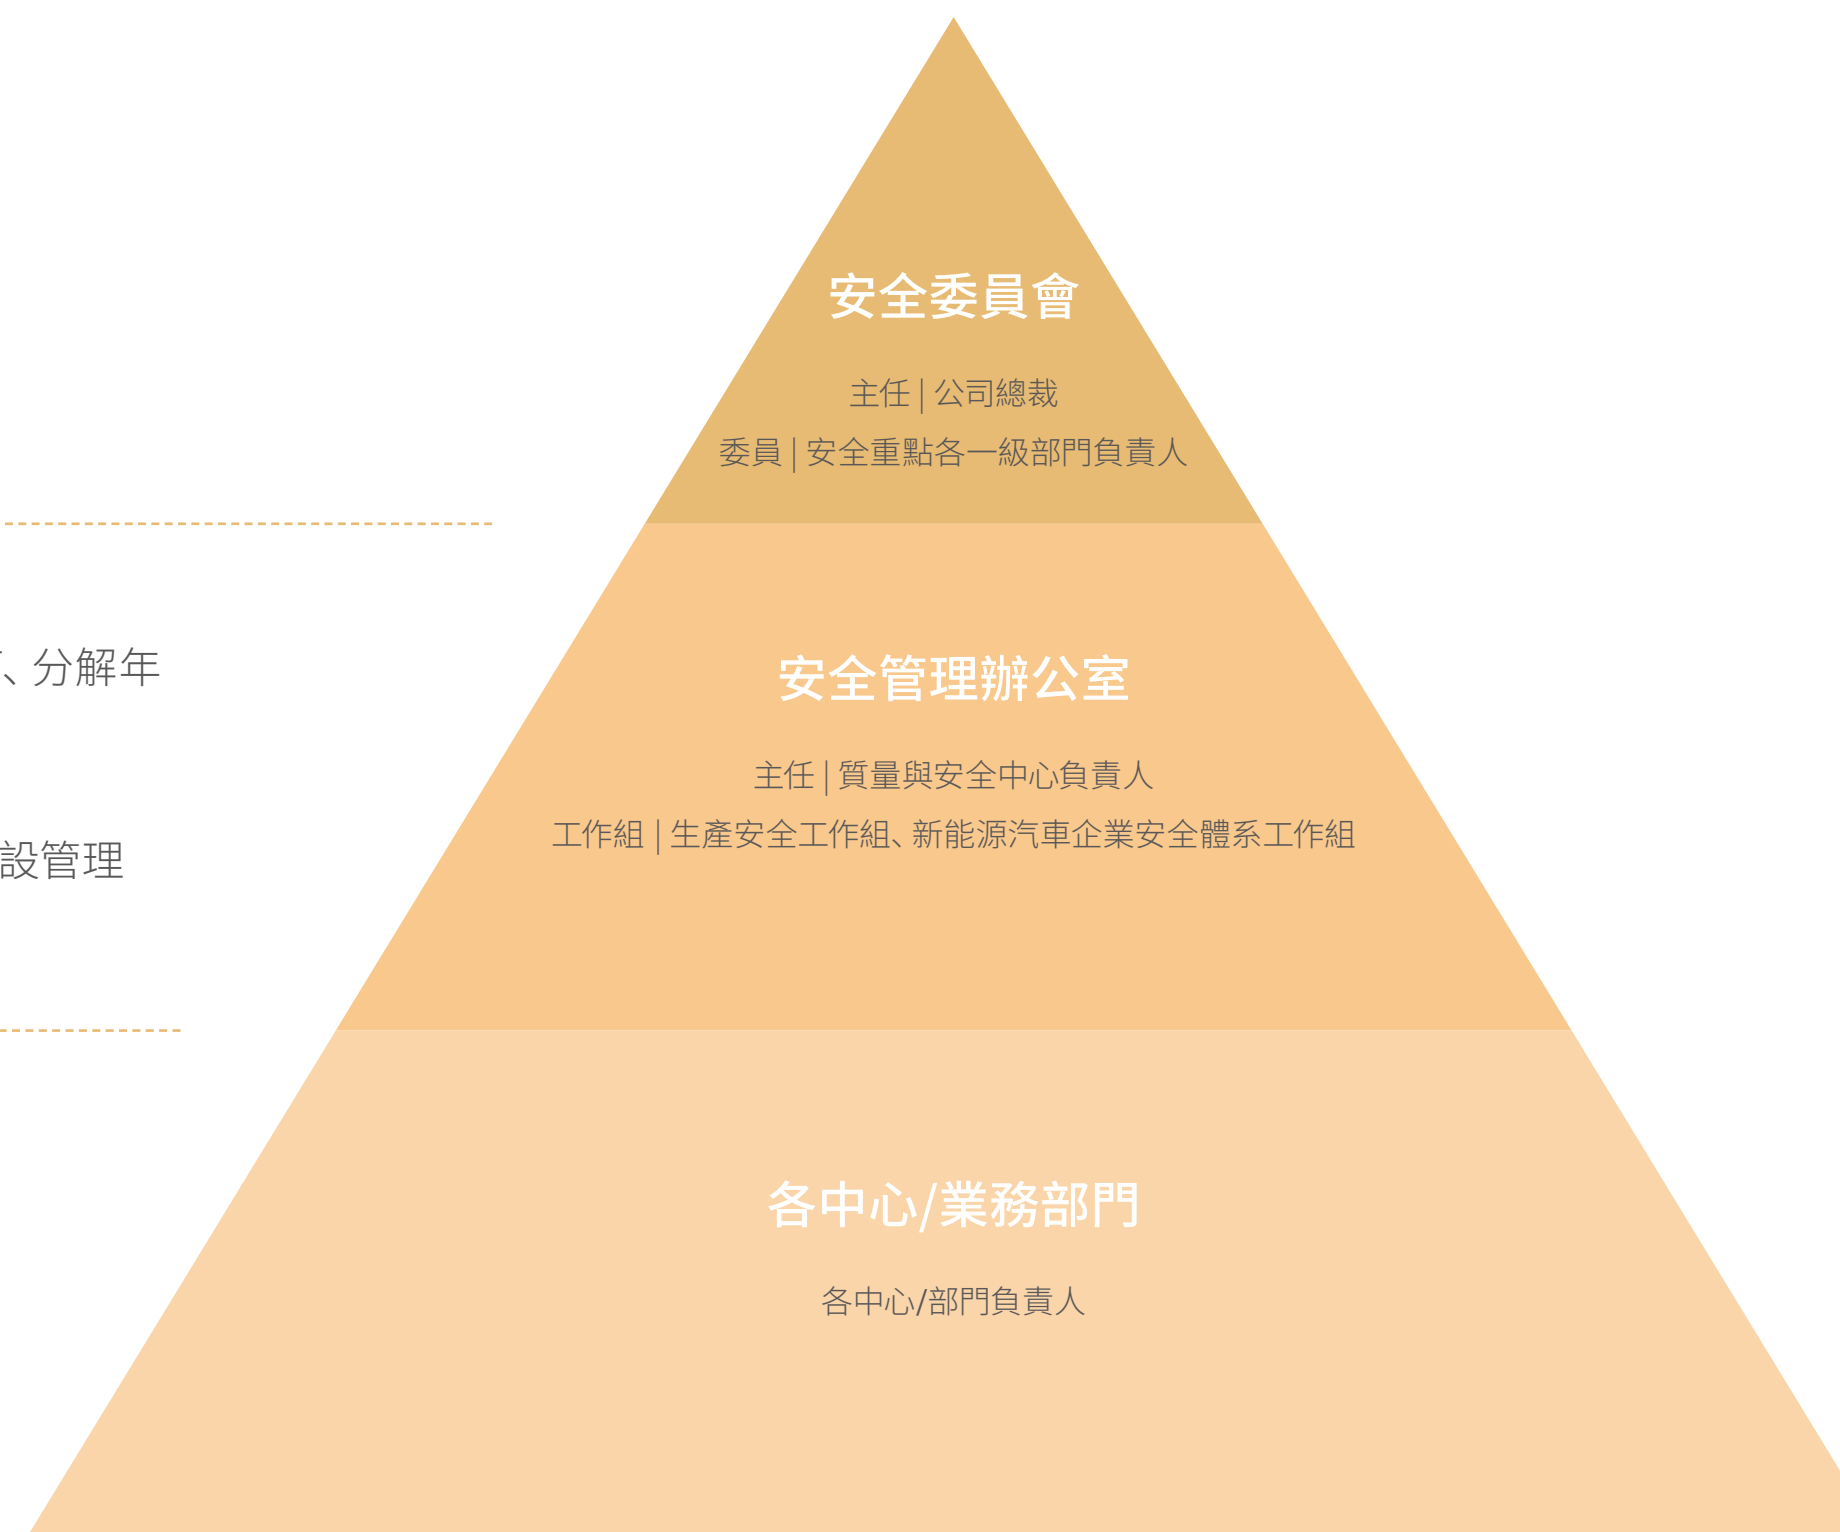 安全委員會
主任 | 公司總裁
委員 | 安全重點各一級部門負責人
、分解年
設管理
安全管理辦公室
主任 | 質量與安全中心負責人
工作組 | 生產安全工作組、新能源汽車企業安全體系工作組
各中心/業務部門
各中心/部門負責人